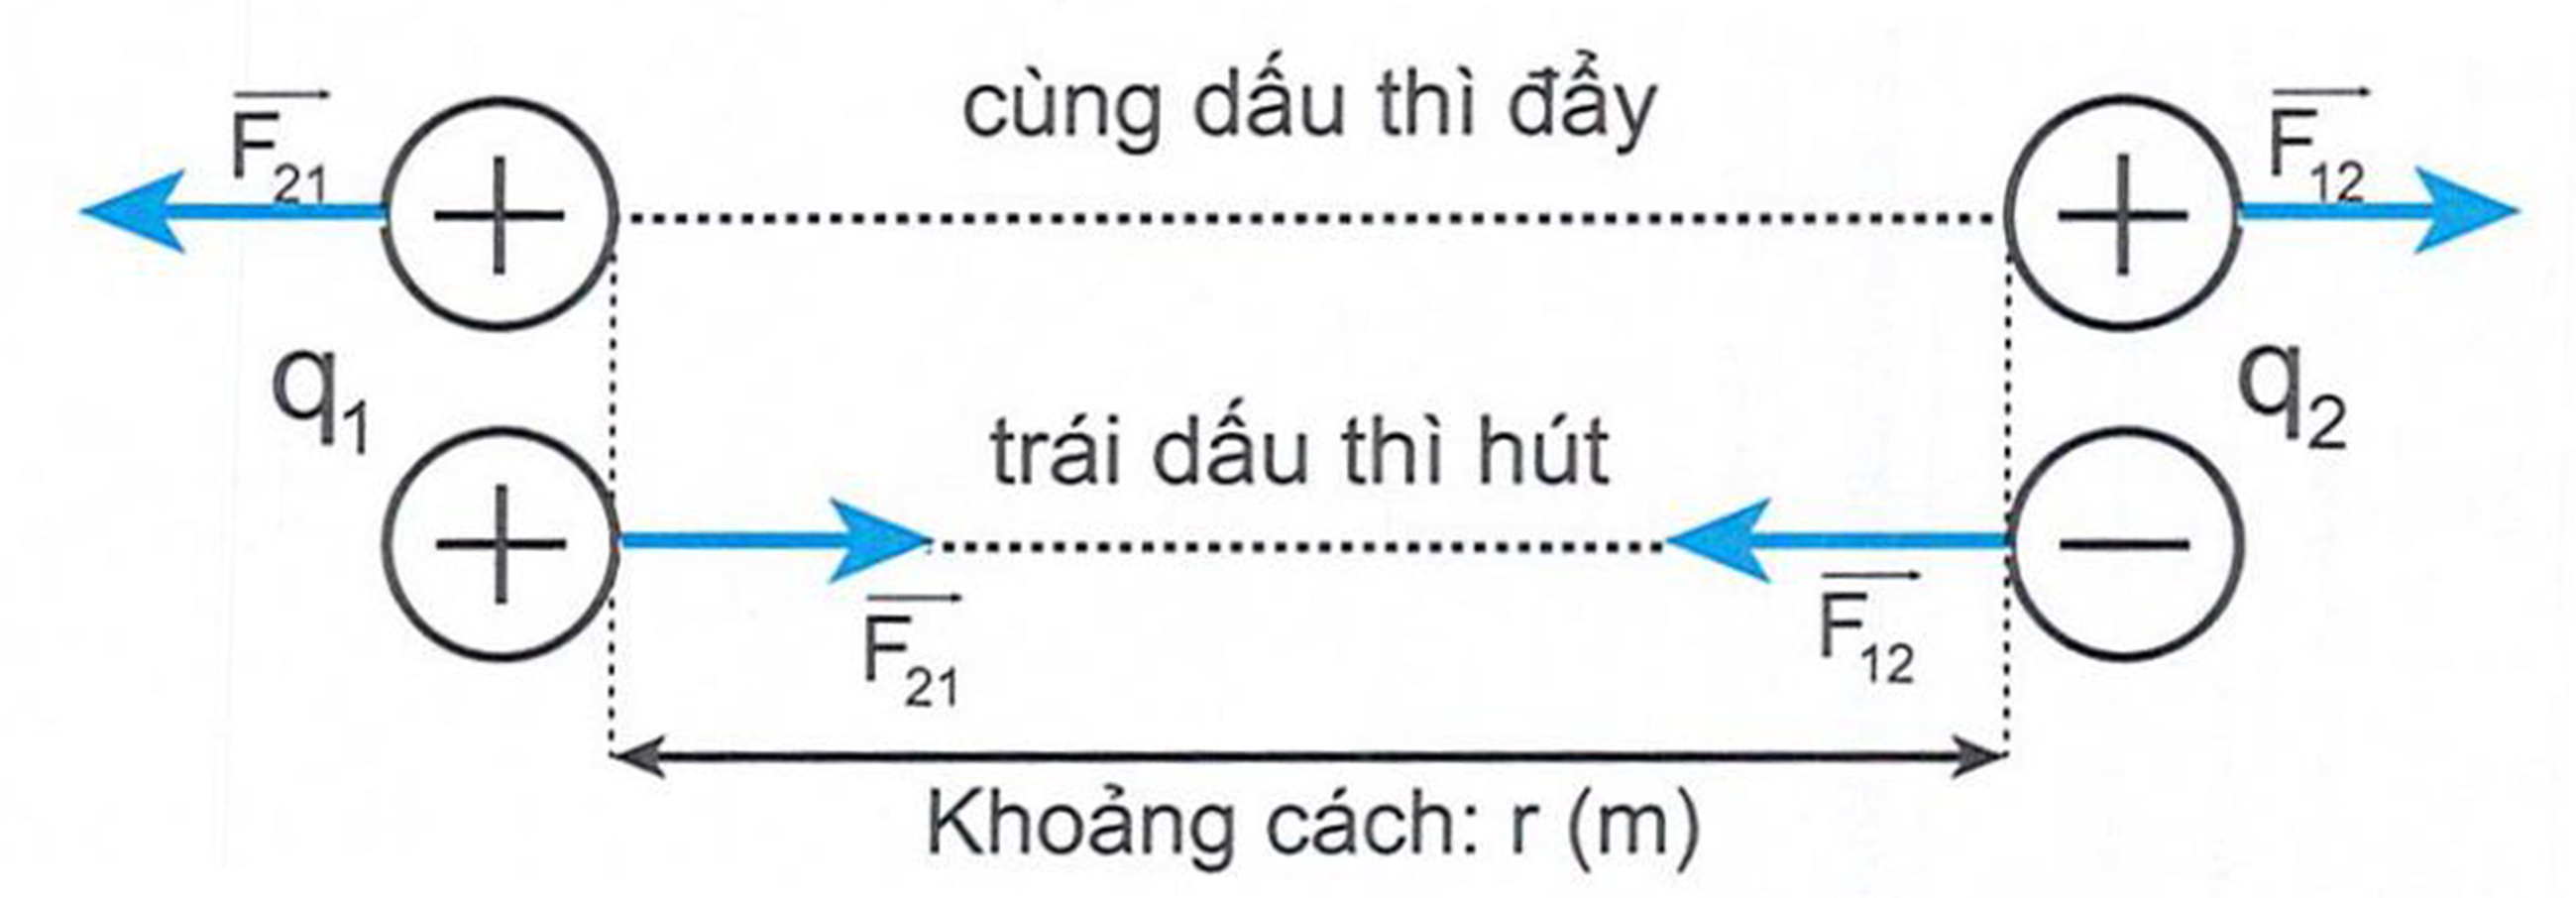 F₂₁
cùng dấu thì đẩy
F₁₂
q₁
q₂
trái dấu thì hút
F₂₁
F₁₂
Khoảng cách: r (m)